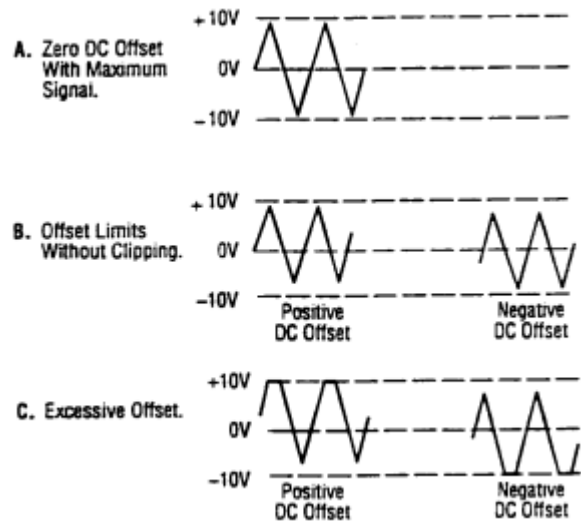 +10V
A. Zero DC Offset
With Maximum
Signal.
0V
−10V
+10V
B. Offset Limits
Without Clipping.
0V
−10V
Positive
DC Offset
Negative
DC Offset
+10V
C. Excessive Offset.
0V
−10V
Positive
DC Offset
Negative
DC Offset